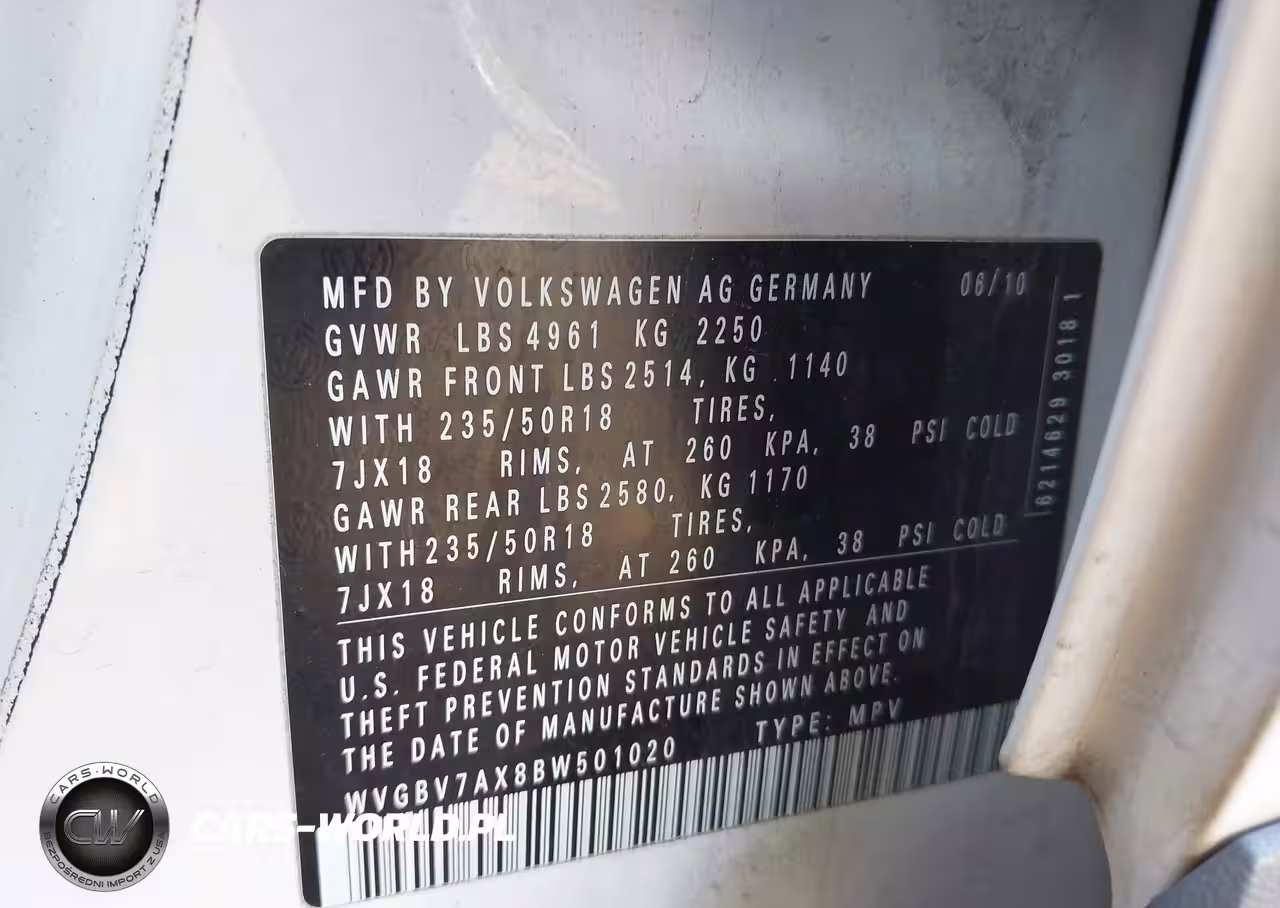 MFD BY VOLKSWAGEN AG GERMANY 06/10
GVWR LBS 4961 KG 2250
GAWR FRONT LBS 2514, KG 1140
WITH 235/50R18 TIRES,
7JX18 RIMS, AT 260 KPA, 38 PSI COLD
GAWR REAR LBS 2580, KG 1170
WITH 235/50R18 TIRES,
7JX18 RIMS, AT 260 KPA, 38 PSI COLD
THIS VEHICLE CONFORMS TO ALL APPLICABLE
U.S. FEDERAL MOTOR VEHICLE SAFETY AND
THEFT PREVENTION STANDARDS IN EFFECT ON
THE DATE OF MANUFACTURE SHOWN ABOVE.
WVGBV7AX8BW501020 TYPE: MPV
6214629 3018 1
CARS-WORLD
CW
BEZPOŚREDNI IMPORT Z USA
CARS-WORLD.PL